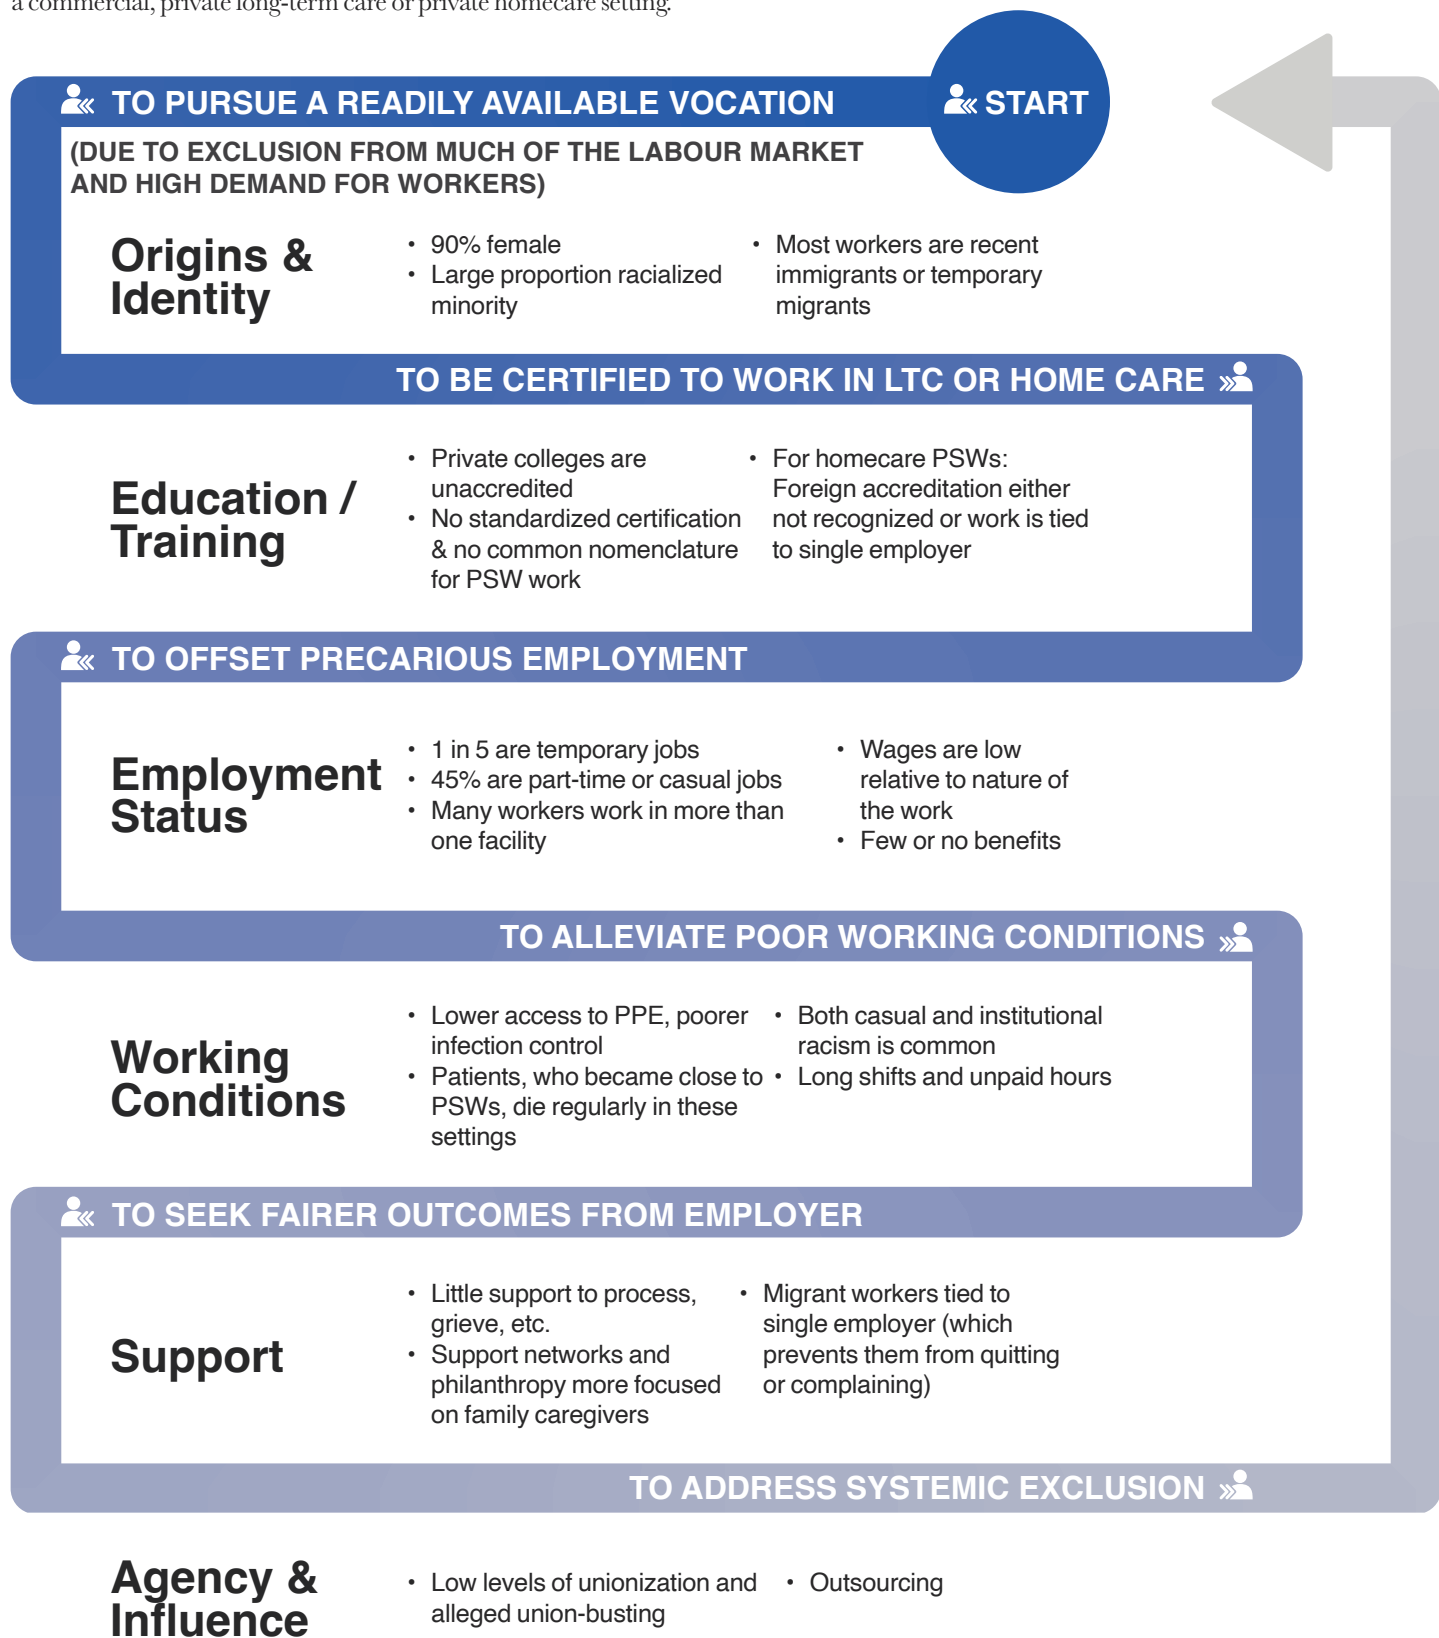 a commercial, private long-term care or private homecare setting.
TO PURSUE A READILY AVAILABLE VOCATION
START
(DUE TO EXCLUSION FROM MUCH OF THE LABOUR MARKET
AND HIGH DEMAND FOR WORKERS)
Origins &
Identity
• 90% female
• Large proportion racialized
minority
• Most workers are recent
immigrants or temporary
migrants
TO BE CERTIFIED TO WORK IN LTC OR HOME CARE
Education /
Training
• Private colleges are
unaccredited
• No standardized certification
& no common nomenclature
for PSW work
• For homecare PSWs:
Foreign accreditation either
not recognized or work is tied
to single employer
TO OFFSET PRECARIOUS EMPLOYMENT
Employment
Status
• 1 in 5 are temporary jobs
• 45% are part-time or casual jobs
• Many workers work in more than
one facility
• Wages are low
relative to nature of
the work
• Few or no benefits
TO ALLEVIATE POOR WORKING CONDITIONS
Working
Conditions
• Lower access to PPE, poorer
infection control
• Patients, who became close to
PSWs, die regularly in these
settings
• Both casual and institutional
racism is common
• Long shifts and unpaid hours
TO SEEK FAIRER OUTCOMES FROM EMPLOYER
Support
• Little support to process,
grieve, etc.
• Support networks and
philanthropy more focused
on family caregivers
• Migrant workers tied to
single employer (which
prevents them from quitting
or complaining)
TO ADDRESS SYSTEMIC EXCLUSION
Agency &
Influence
• Low levels of unionization and
alleged union-busting
• Outsourcing